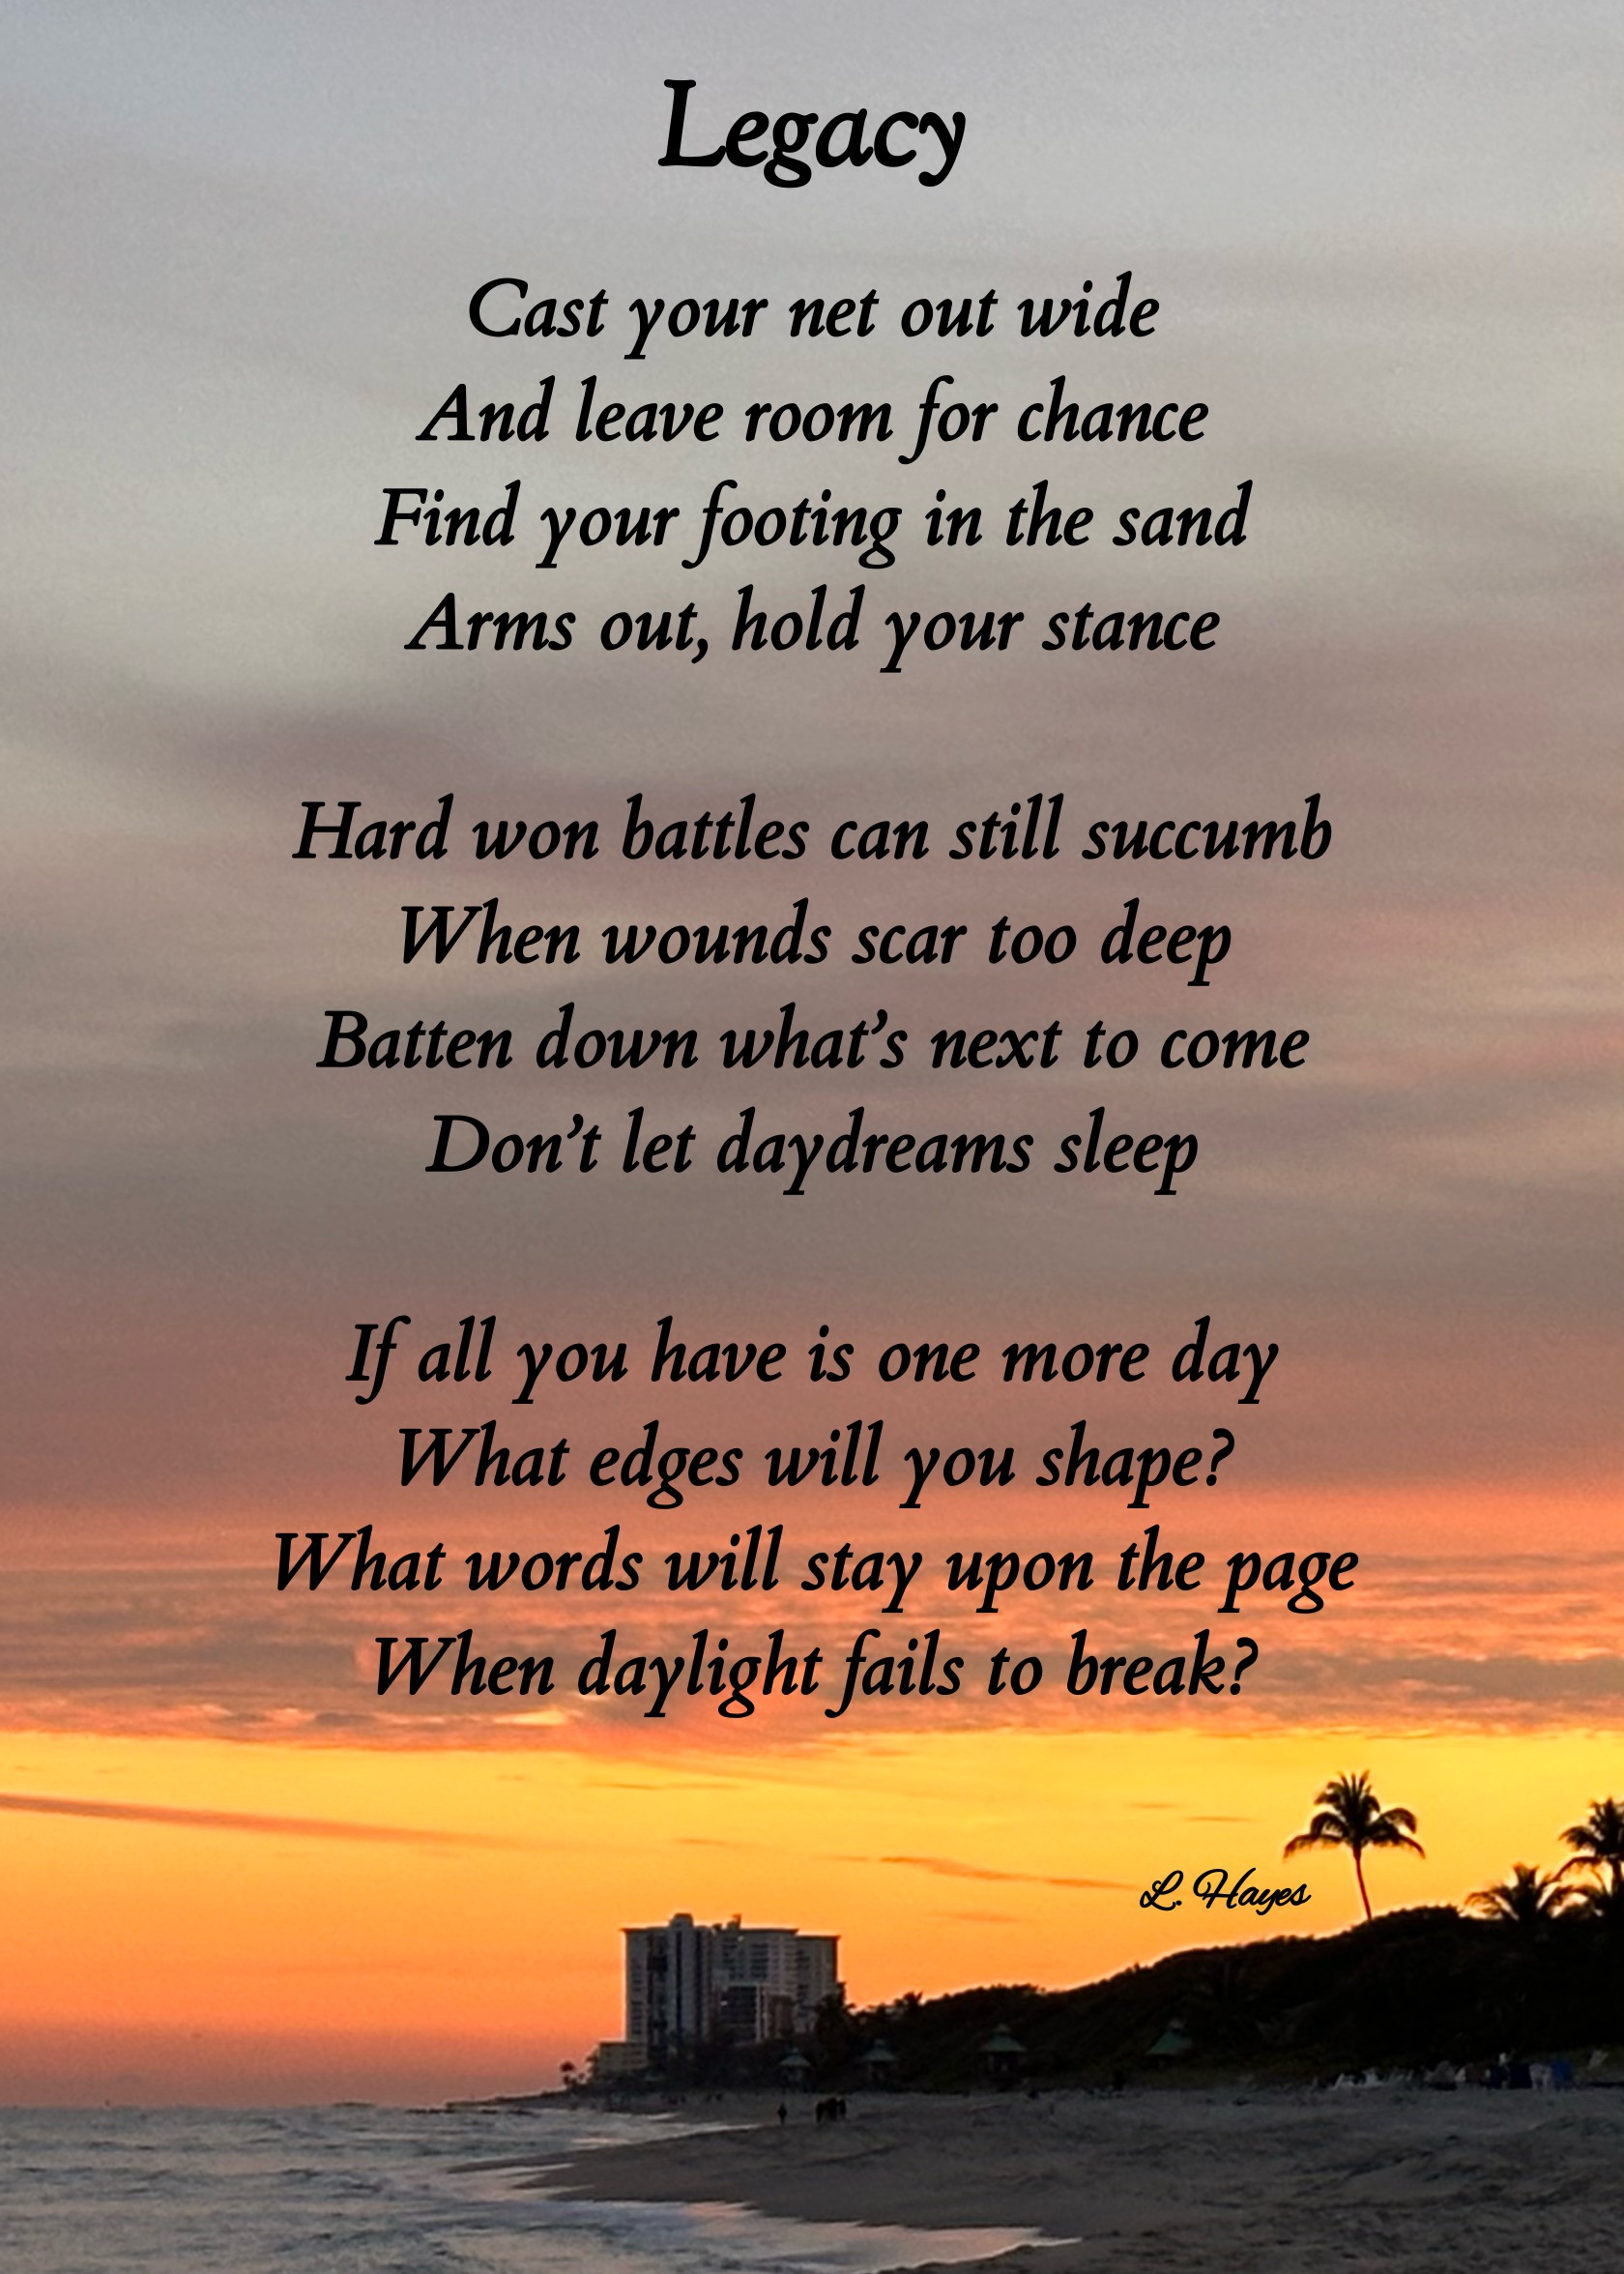 Legacy
Cast your net out wide
And leave room for chance
Find your footing in the sand
Arms out, hold your stance
Hard won battles can still succumb
When wounds scar too deep
Batten down what’s next to come
Don’t let daydreams sleep
If all you have is one more day
What edges will you shape?
What words will stay upon the page
When daylight fails to break?
L. Hayes